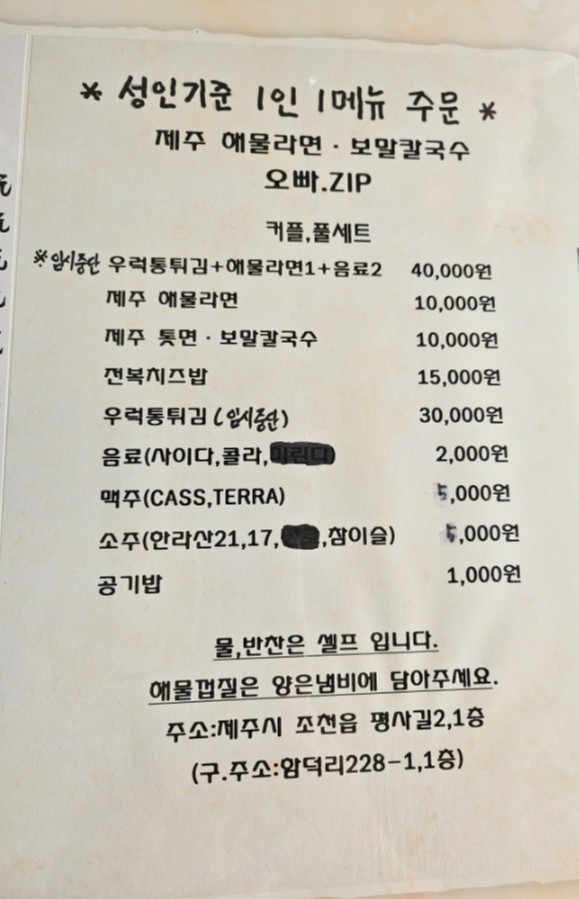 * 성인기준 1인 1메뉴 주문 *
제주 해물라면 · 보말칼국수
오빠.ZIP
커플,풀세트
※임시중단 우럭통튀김+해물라면1+음료2 40,000원
제주 해물라면 10,000원
제주 톳면 · 보말칼국수 10,000원
전복치즈밥 15,000원
우럭통튀김 (임시중단) 30,000원
음료(사이다,콜라,미린다) 2,000원
맥주(CASS,TERRA) 5,000원
소주(한라산21,17,,참이슬) 5,000원
공기밥 1,000원
물,반찬은 셀프 입니다.
해물껍질은 양은냄비에 담아주세요.
주소:제주시 조천읍 평사길2,1층
(구.주소:함덕리228-1,1층)